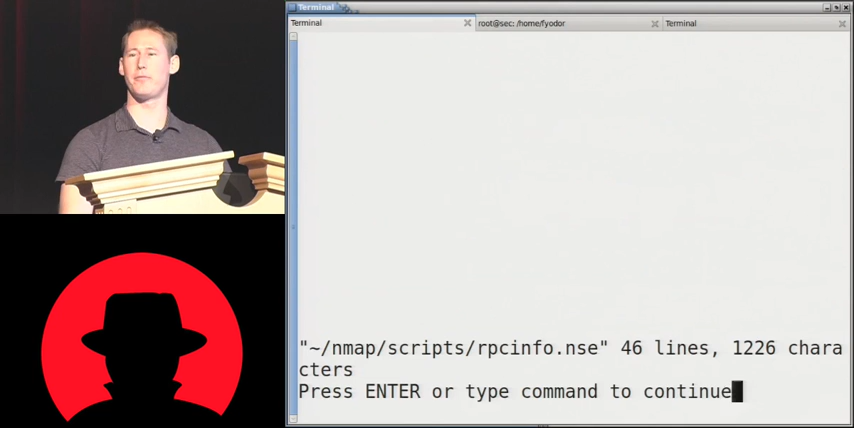 Terminal
Terminal
root@sec: /home/fyodor
Terminal
"~/nmap/scripts/rpcinfo.nse" 46 lines, 1226 chara
cters
Press ENTER or type command to continue